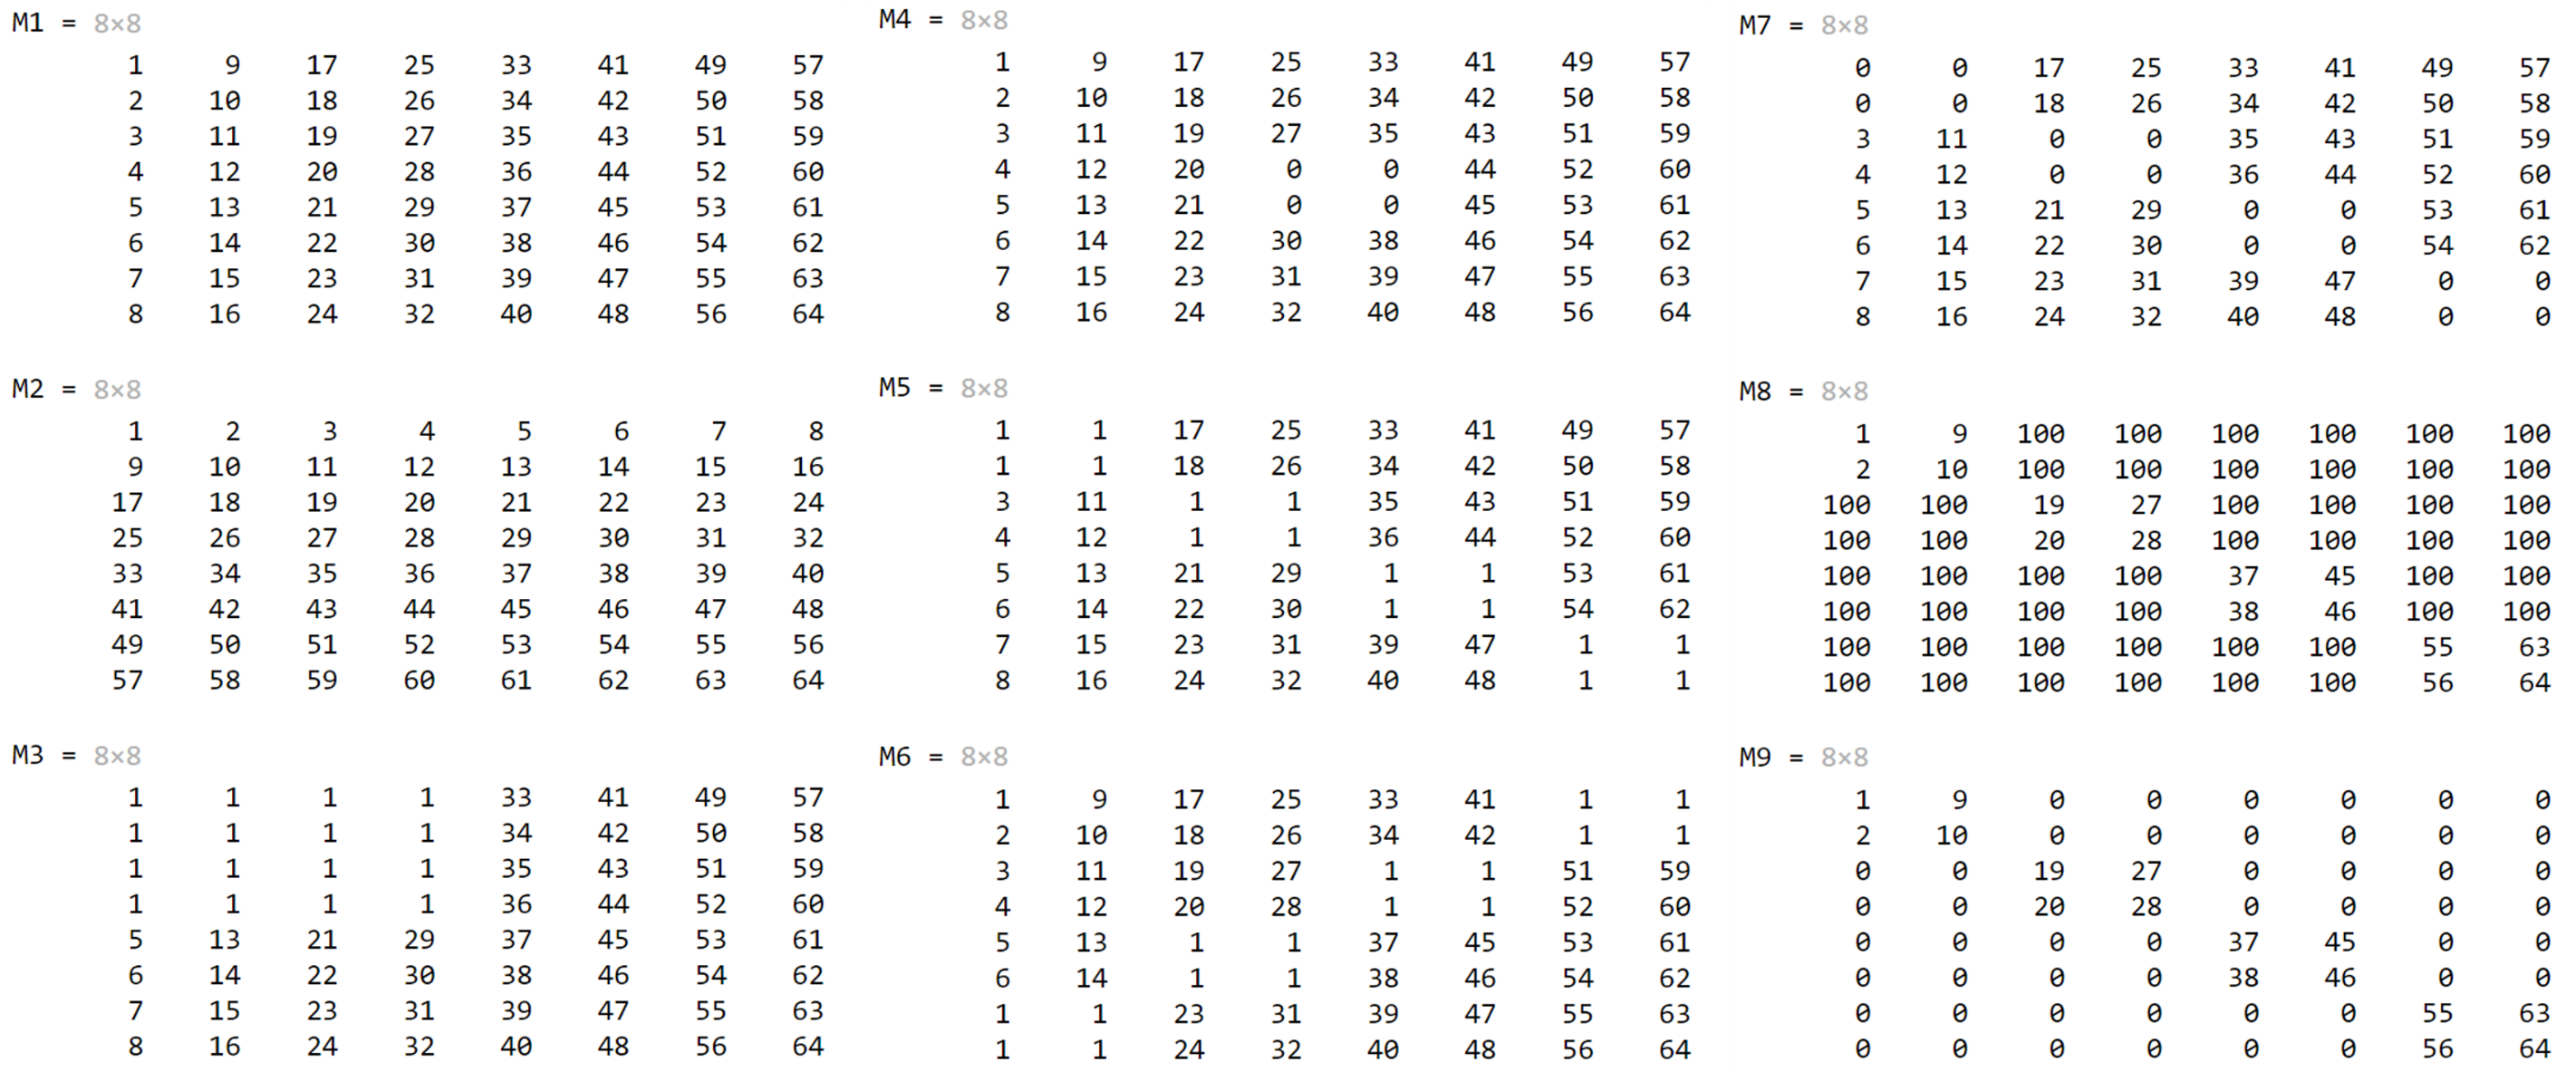 M1 = 8×8
1 9 17 25 33 41 49 57
2 10 18 26 34 42 50 58
3 11 19 27 35 43 51 59
4 12 20 28 36 44 52 60
5 13 21 29 37 45 53 61
6 14 22 30 38 46 54 62
7 15 23 31 39 47 55 63
8 16 24 32 40 48 56 64
M2 = 8×8
1 2 3 4 5 6 7 8
9 10 11 12 13 14 15 16
17 18 19 20 21 22 23 24
25 26 27 28 29 30 31 32
33 34 35 36 37 38 39 40
41 42 43 44 45 46 47 48
49 50 51 52 53 54 55 56
57 58 59 60 61 62 63 64
M3 = 8×8
1 1 1 1 33 41 49 57
1 1 1 1 34 42 50 58
1 1 1 1 35 43 51 59
1 1 1 1 36 44 52 60
5 13 21 29 37 45 53 61
6 14 22 30 38 46 54 62
7 15 23 31 39 47 55 63
8 16 24 32 40 48 56 64
M4 = 8×8
1 9 17 25 33 41 49 57
2 10 18 26 34 42 50 58
3 11 19 27 35 43 51 59
4 12 20 0 0 44 52 60
5 13 21 0 0 45 53 61
6 14 22 30 38 46 54 62
7 15 23 31 39 47 55 63
8 16 24 32 40 48 56 64
M5 = 8×8
1 1 17 25 33 41 49 57
1 1 18 26 34 42 50 58
3 11 1 1 35 43 51 59
4 12 1 1 36 44 52 60
5 13 21 29 1 1 53 61
6 14 22 30 1 1 54 62
7 15 23 31 39 47 1 1
8 16 24 32 40 48 1 1
M6 = 8×8
1 9 17 25 33 41 1 1
2 10 18 26 34 42 1 1
3 11 19 27 1 1 51 59
4 12 20 28 1 1 52 60
5 13 1 1 37 45 53 61
6 14 1 1 38 46 54 62
1 1 23 31 39 47 55 63
1 1 24 32 40 48 56 64
M7 = 8×8
0 0 17 25 33 41 49 57
0 0 18 26 34 42 50 58
3 11 0 0 35 43 51 59
4 12 0 0 36 44 52 60
5 13 21 29 0 0 53 61
6 14 22 30 0 0 54 62
7 15 23 31 39 47 0 0
8 16 24 32 40 48 0 0
M8 = 8×8
1 9 100 100 100 100 100 100
2 10 100 100 100 100 100 100
100 100 19 27 100 100 100 100
100 100 20 28 100 100 100 100
100 100 100 100 37 45 100 100
100 100 100 100 38 46 100 100
100 100 100 100 100 100 55 63
100 100 100 100 100 100 56 64
M9 = 8×8
1 9 0 0 0 0 0 0
2 10 0 0 0 0 0 0
0 0 19 27 0 0 0 0
0 0 20 28 0 0 0 0
0 0 0 0 37 45 0 0
0 0 0 0 38 46 0 0
0 0 0 0 0 0 55 63
0 0 0 0 0 0 56 64